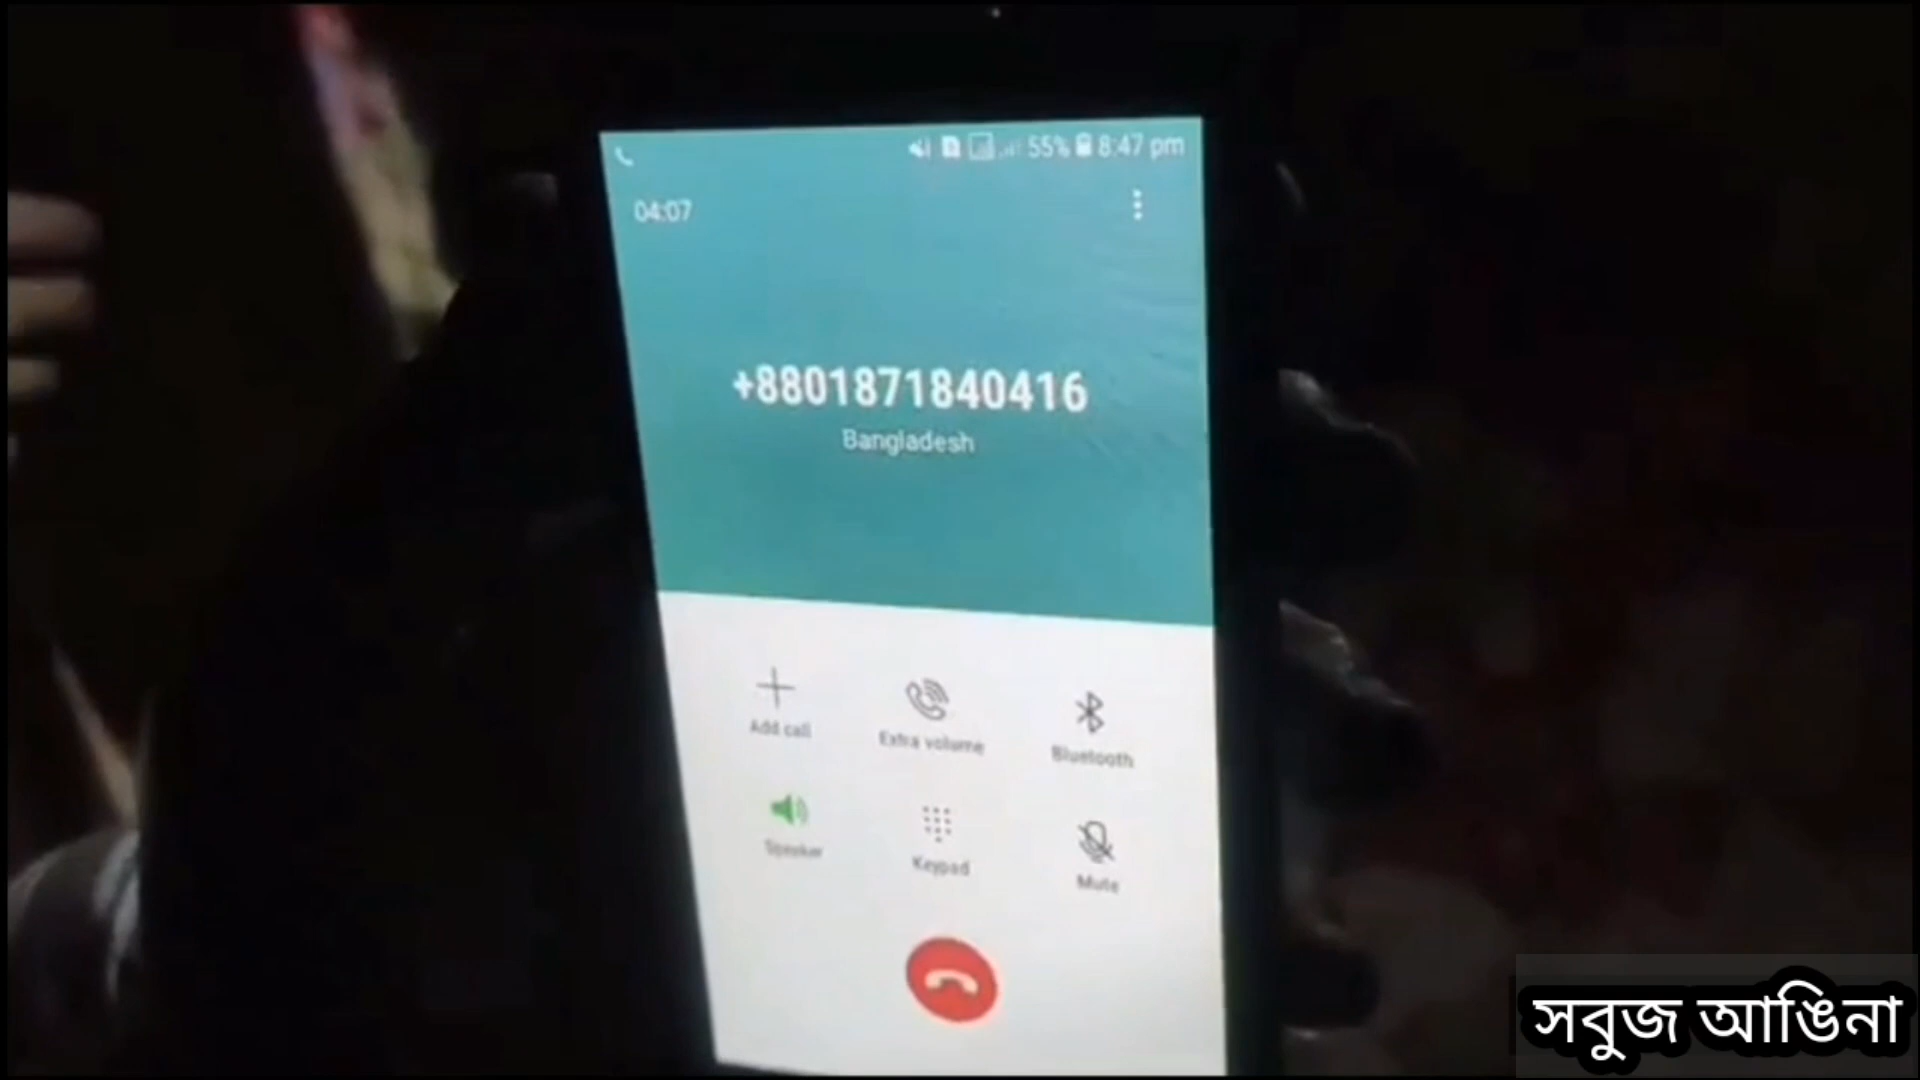 55% 8:47 pm
04:07
+8801871840416
Bangladesh
Add call
Extra volume
Bluetooth
Speaker
Keypad
Mute
সবুজ আঙিনা